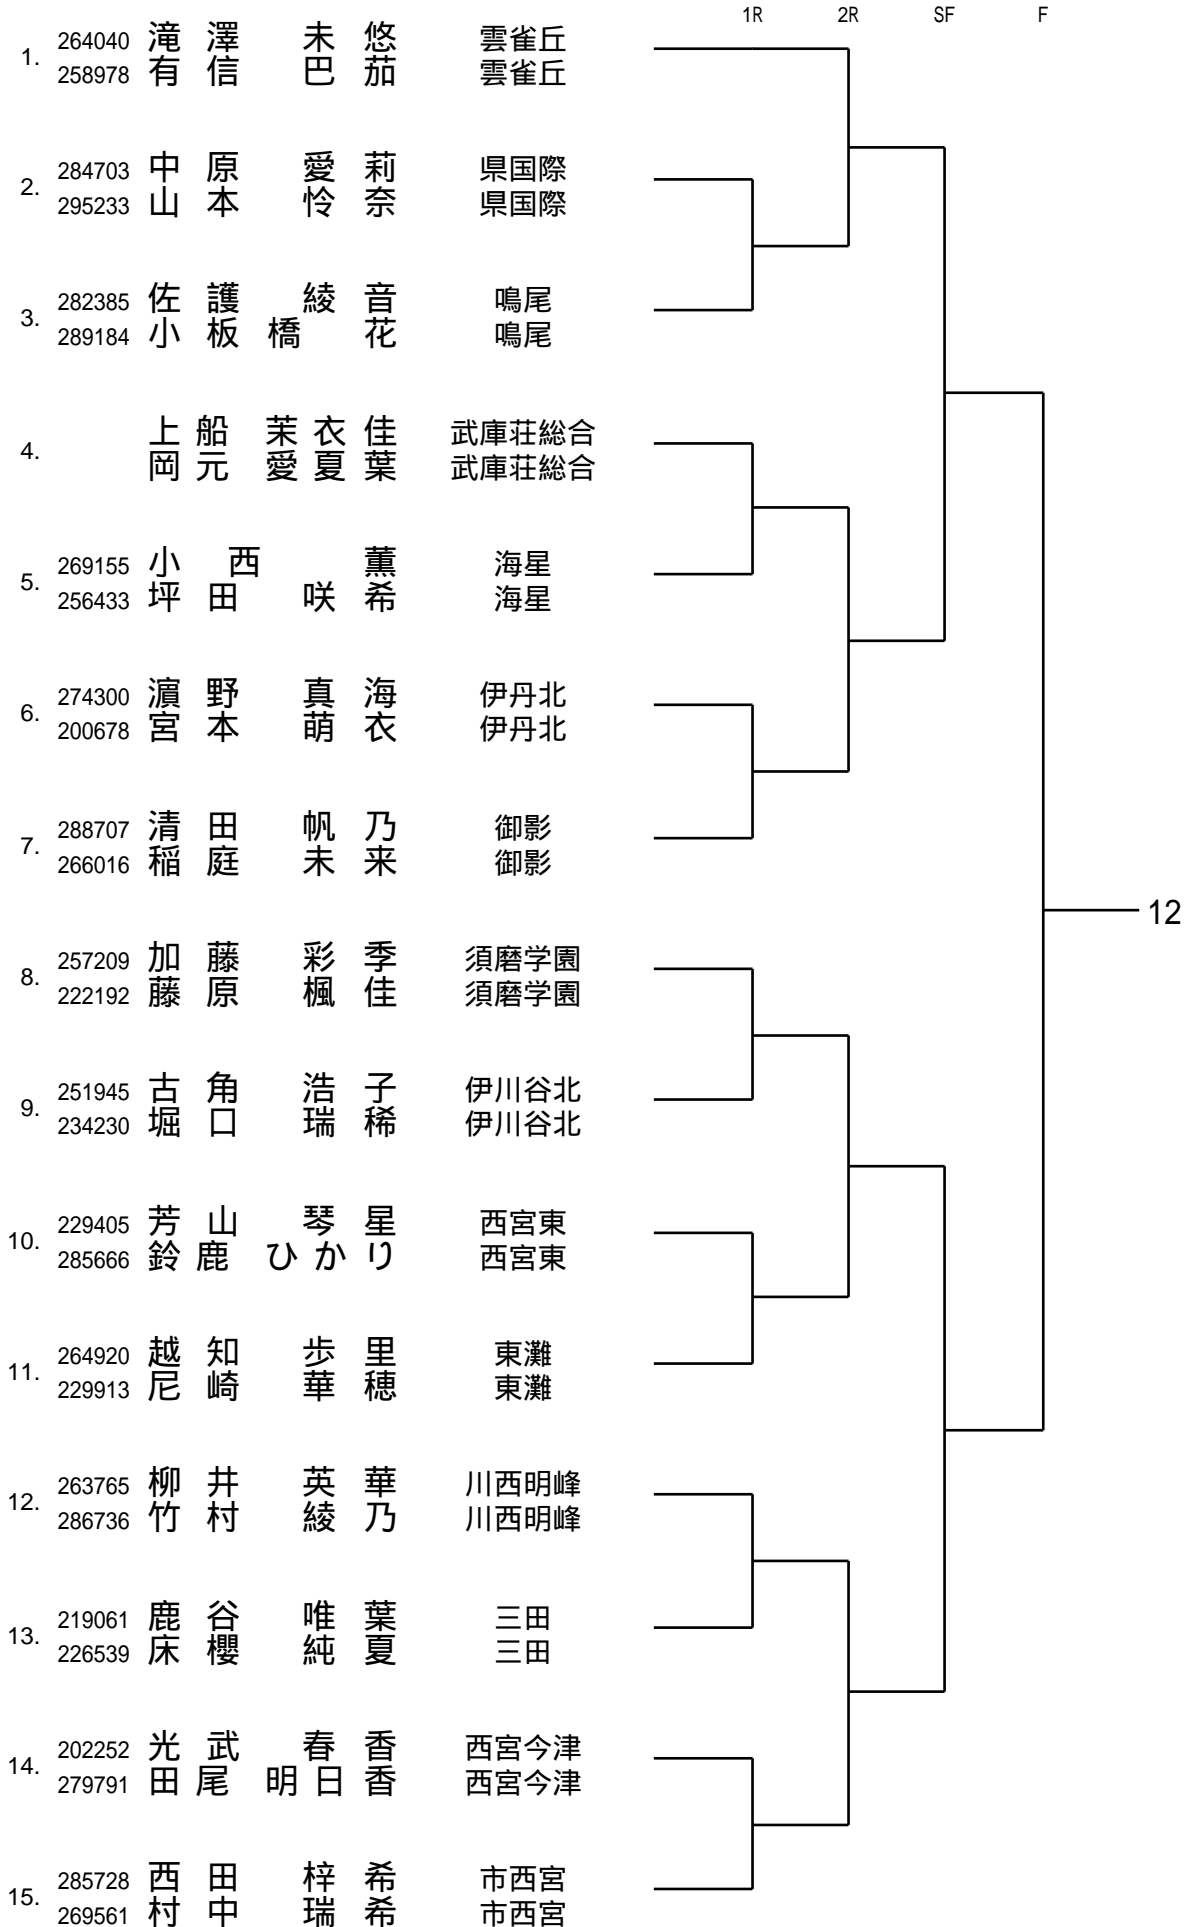 1R 2R SF F
1. 264040 滝澤 未悠 雲雀丘
258978 有信 巴茄 雲雀丘
2. 284703 中原 愛莉 県国際
295233 山本 怜奈 県国際
3. 282385 佐護 綾音 鳴尾
289184 小板橋 花 鳴尾
4. 上船 茉衣佳 武庫荘総合
岡元 愛夏葉 武庫荘総合
5. 269155 小西 薫 海星
256433 坪田 咲希 海星
6. 274300 濵野 真海 伊丹北
200678 宮本 萌衣 伊丹北
7. 288707 清田 帆乃 御影
266016 稲庭 未来 御影
12
8. 257209 加藤 彩季 須磨学園
222192 藤原 楓佳 須磨学園
9. 251945 古角 浩子 伊川谷北
234230 堀口 瑞稀 伊川谷北
10. 229405 芳山 琴星 西宮東
285666 鈴鹿 ひかり 西宮東
11. 264920 越知 歩里 東灘
229913 尼崎 華穂 東灘
12. 263765 柳井 英華 川西明峰
286736 竹村 綾乃 川西明峰
13. 219061 鹿谷 唯葉 三田
226539 床櫻 純夏 三田
14. 202252 光武 春香 西宮今津
279791 田尾 明日香 西宮今津
15. 285728 西田 梓希 市西宮
269561 村中 瑞希 市西宮